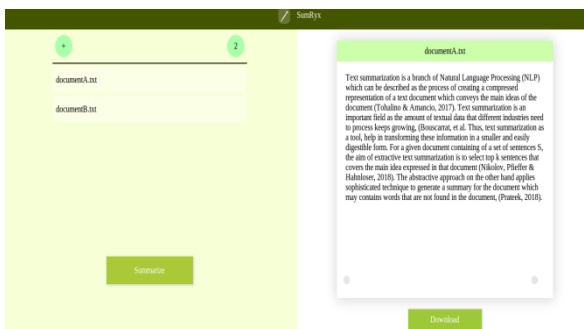 SumRyx
+
2
documentA.txt
documentB.txt
Summarize
documentA.txt
Text summarization is a branch of Natural Language Processing (NLP)
which can be described as the process of creating a compressed
representation of a text document which conveys the main ideas of the
document (Tohalino & Amancio, 2017). Text summarization is an
important field as the amount of textual data that different industries need
to process keeps growing, (Bouscarrat, et al. Thus, text summarization as
a tool, help in transforming these information in a smaller and easily
digestible form. For a given document containing of a set of sentences S,
the aim of extractive text summarization is to select top k sentences that
covers the main idea expressed in that document (Nikolov, Pfeffer &
Hahnloser, 2018). The abstractive approach on the other hand applies
sophisticated technique to generate a summary for the document which
may contains words that are not found in the document, (Prateek, 2018).
Download